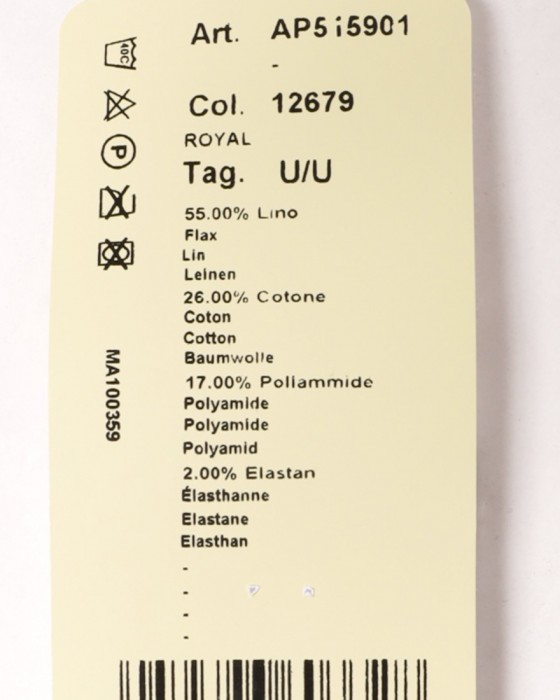 Art. AP5i5901
-
Col. 12679
ROYAL
Tag. U/U
55.00% Lino
Flax
Lin
Leinen
26.00% Cotone
Coton
Cotton
Baumwolle
17.00% Poliammide
Polyamide
Polyamide
Polyamid
2.00% Elastan
Élasthanne
Elastane
Elasthan
-
-
-
-
40C
P
MA100359